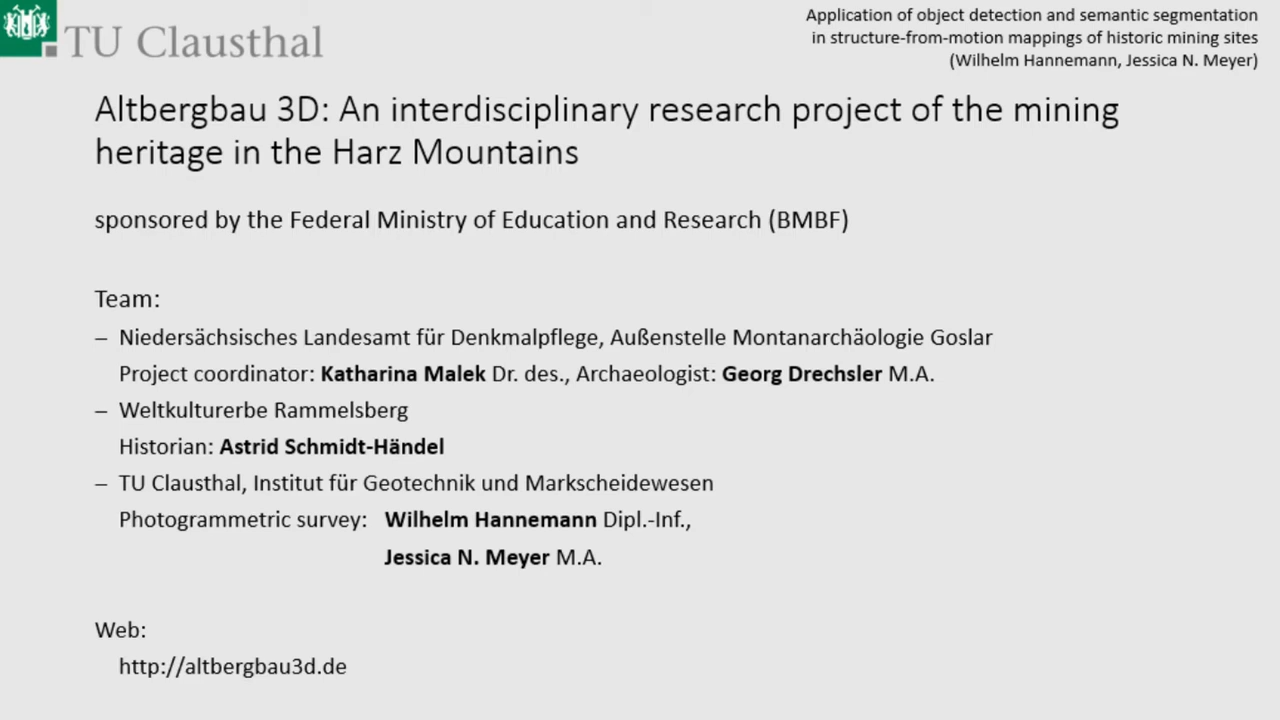 TU Clausthal
Application of object detection and semantic segmentation
in structure-from-motion mappings of historic mining sites
(Wilhelm Hannemann, Jessica N. Meyer)
Altbergbau 3D: An interdisciplinary research project of the mining
heritage in the Harz Mountains
sponsored by the Federal Ministry of Education and Research (BMBF)
Team:
– Niedersächsisches Landesamt für Denkmalpflege, Außenstelle Montanarchäologie Goslar
Project coordinator: Katharina Malek Dr. des., Archaeologist: Georg Drechsler M.A.
– Weltkulturerbe Rammelsberg
Historian: Astrid Schmidt-Händel
– TU Clausthal, Institut für Geotechnik und Markscheidewesen
Photogrammetric survey: Wilhelm Hannemann Dipl.-Inf.,
Jessica N. Meyer M.A.
Web:
http://altbergbau3d.de